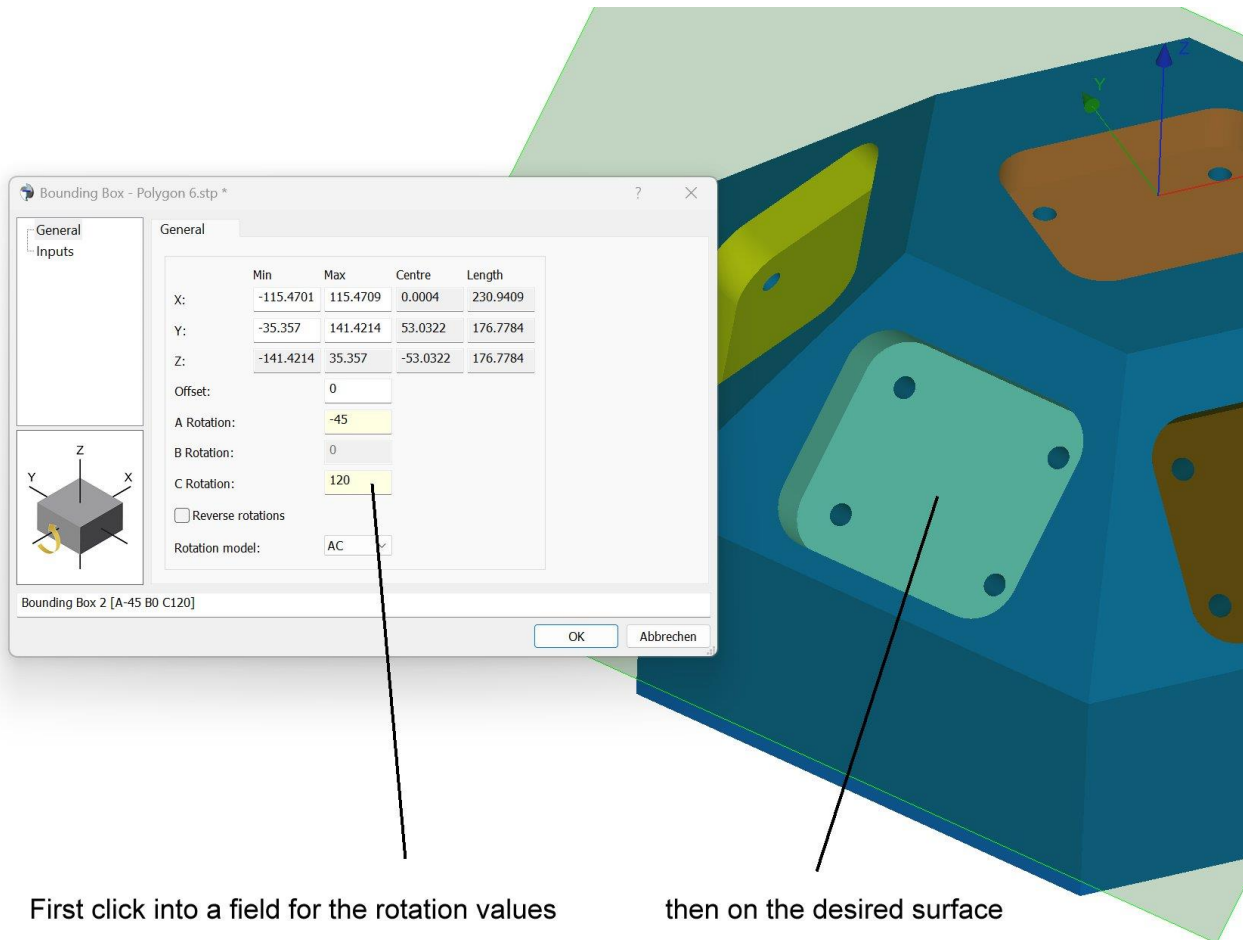 Bounding Box - Polygon 6.stp * ?
General
Inputs
General
Min Max Centre Length
X: -115.4701 115.4709 0.0004 230.9409
Y: -35.357 141.4214 53.0322 176.7784
Z: -141.4214 35.357 -53.0322 176.7784
Offset: 0
A Rotation: -45
B Rotation: 0
C Rotation: 120
Reverse rotations
Rotation model: AC
Z
Y X
Bounding Box 2 [A-45 B0 C120]
OK Abbrechen
Z
Y
First click into a field for the rotation values then on the desired surface